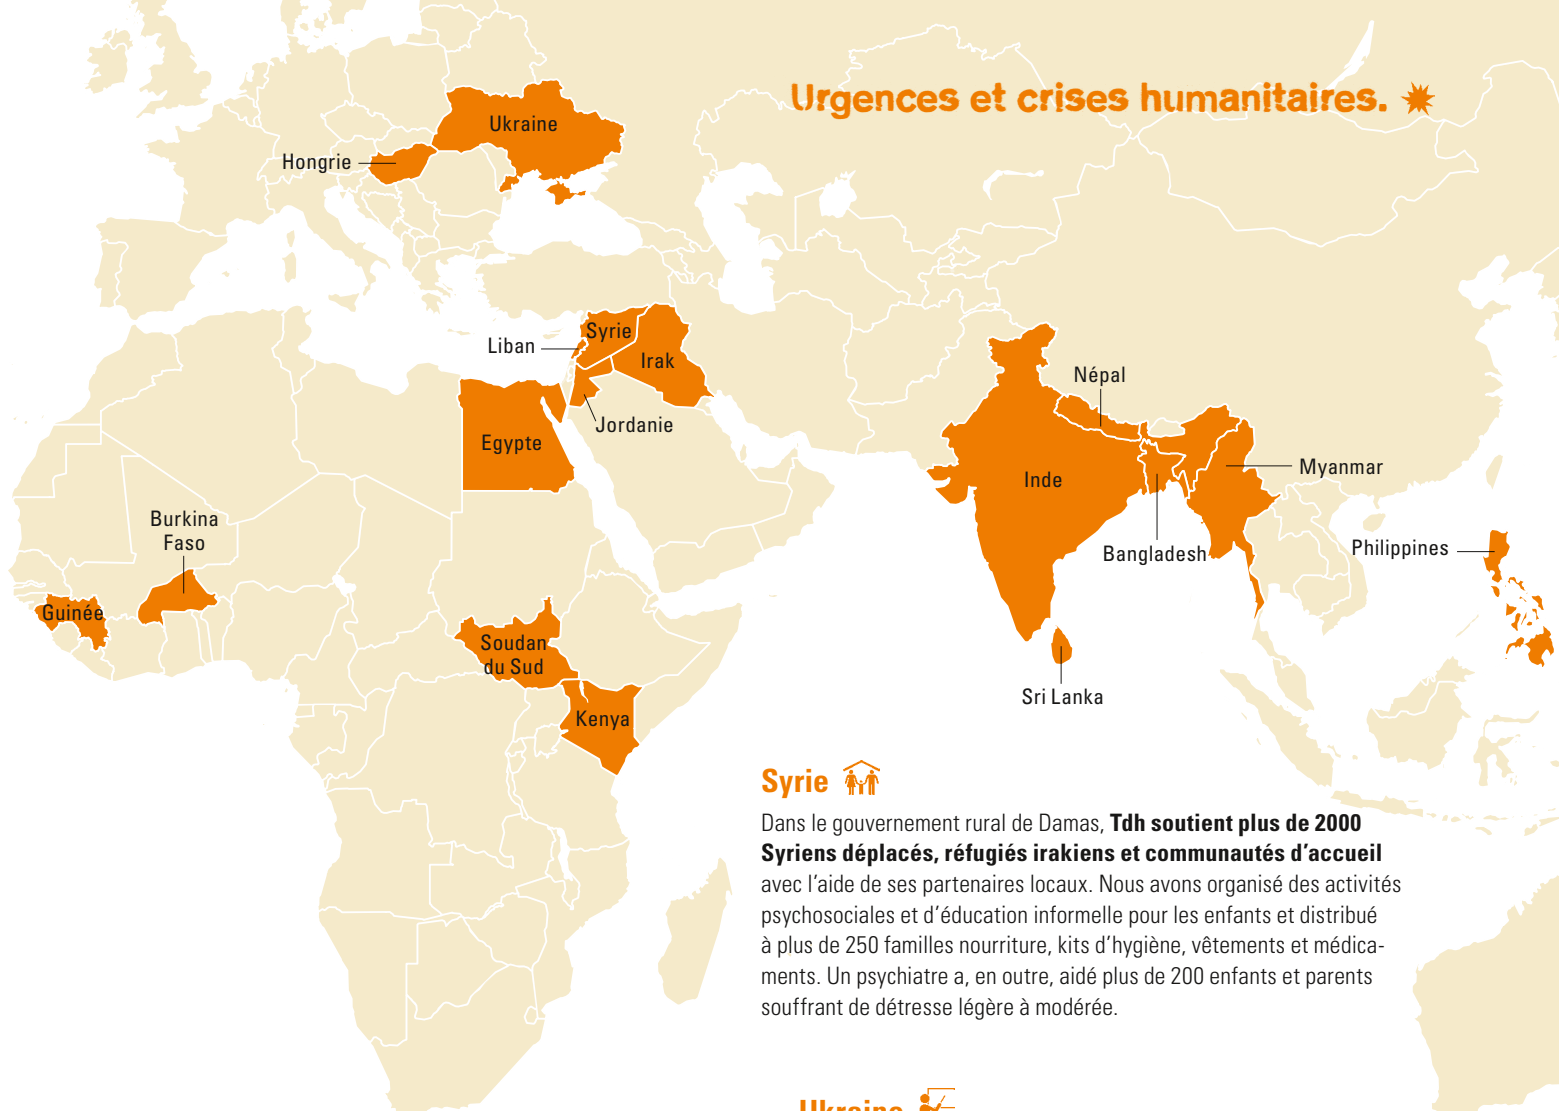 Urgences et crises humanitaires.
Ukraine
Hongrie
Syrie
Liban
Irak
Jordanie
Egypte
Népal
Inde
Myanmar
Bangladesh
Philippines
Burkina
Faso
Guinée
Soudan
du Sud
Kenya
Sri Lanka
Syrie
Dans le gouvernement rural de Damas, Tdh soutient plus de 2000
Syriens déplacés, réfugiés irakiens et communautés d’accueil
avec l’aide de ses partenaires locaux. Nous avons organisé des activités
psychosociales et d’éducation informelle pour les enfants et distribué
à plus de 250 familles nourriture, kits d’hygiène, vêtements et médica-
ments. Un psychiatre a, en outre, aidé plus de 200 enfants et parents
souffrant de détresse légère à modérée.
Ukraine